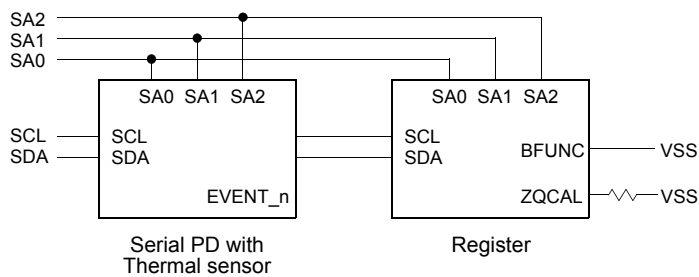 SA2
SA1
SA0
SA0 SA1 SA2
SA0 SA1 SA2
SCL
SDA
SCL
SDA
EVENT_n
SCL
SDA
BFUNC
VSS
ZQCAL
VSS
Serial PD with
Thermal sensor
Register